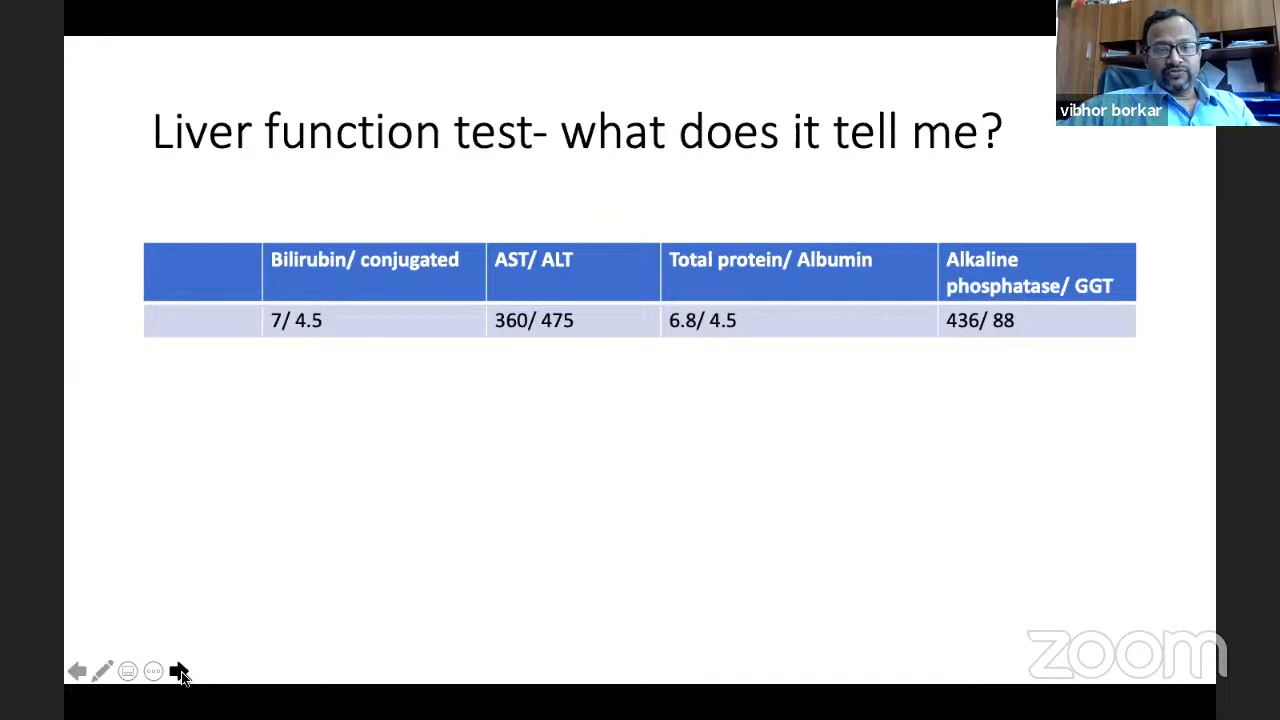 vibhor borkar
Liver function test- what does it tell me?
Bilirubin/ conjugated AST/ ALT Total protein/ Albumin Alkaline
phosphatase/ GGT
7/ 4.5 360/ 475 6.8/ 4.5 436/ 88
zoom